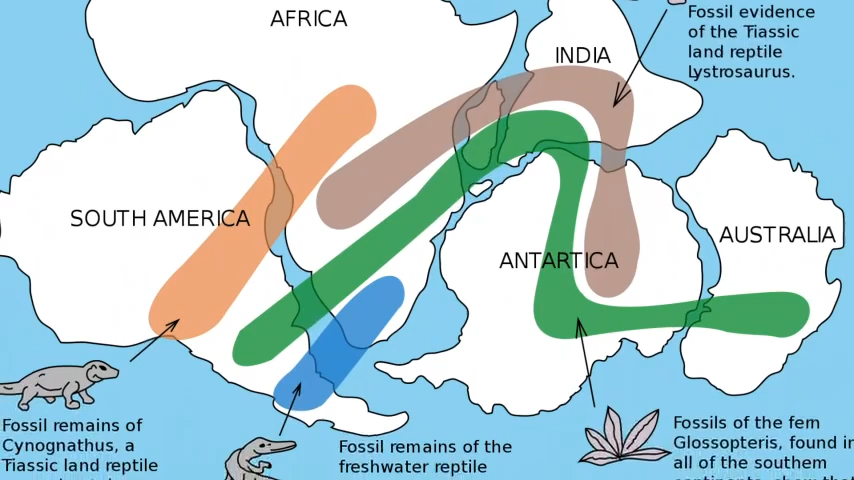 AFRICA
INDIA
Fossil evidence
of the Tiassic
land reptile
Lystrosaurus.
SOUTH AMERICA
AUSTRALIA
ANTARTICA
Fossil remains of
Cynognathus, a
Tiassic land reptile
Fossil remains of the
freshwater reptile
Fossils of the fern
Glossopteris, found in
all of the southern